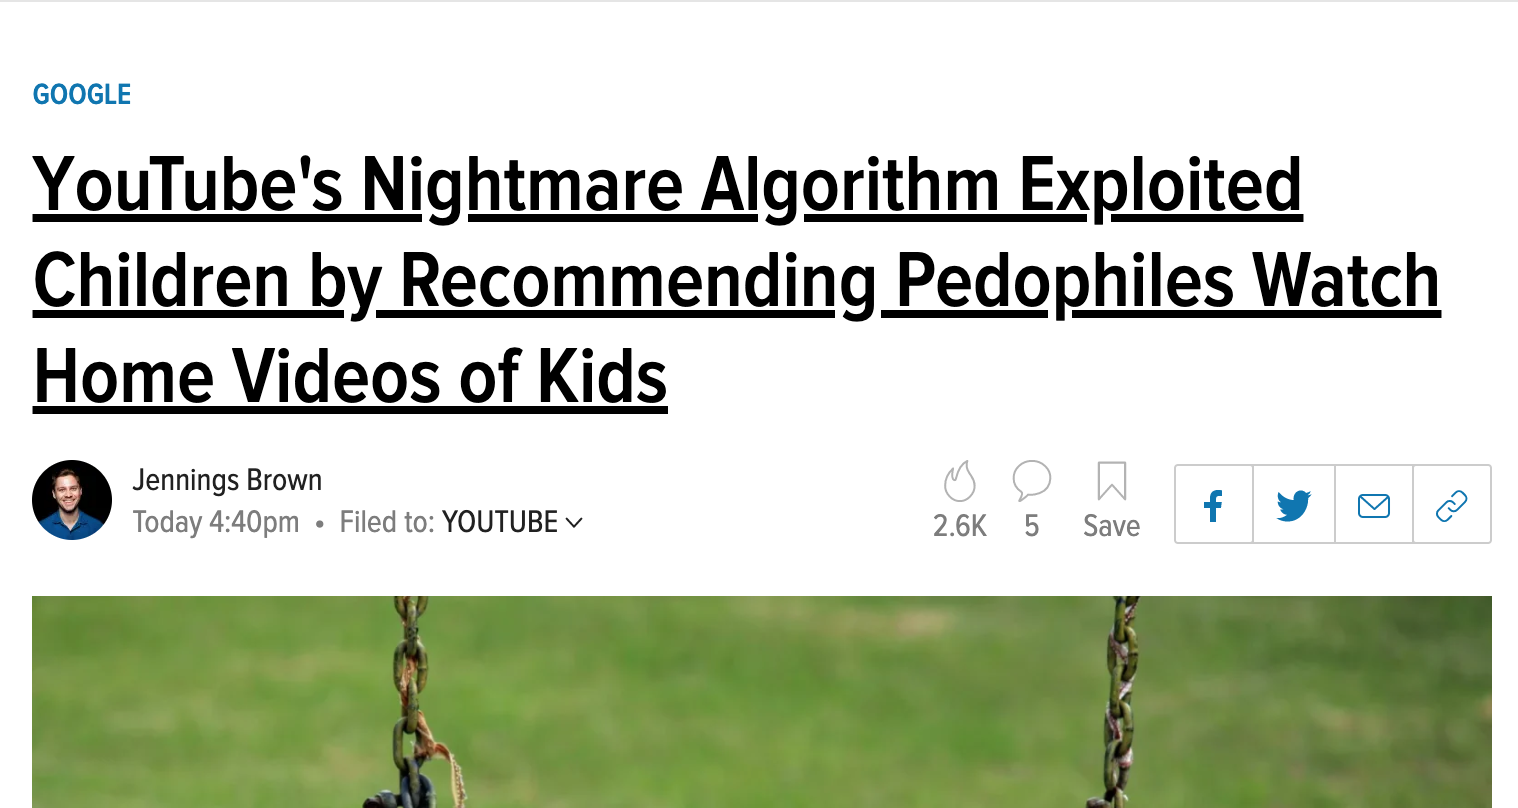 GOOGLE
YouTube's Nightmare Algorithm Exploited
Children by Recommending Pedophiles Watch
Home Videos of Kids
Jennings Brown
Today 4:40pm • Filed to: YOUTUBE
2.6K 5 Save